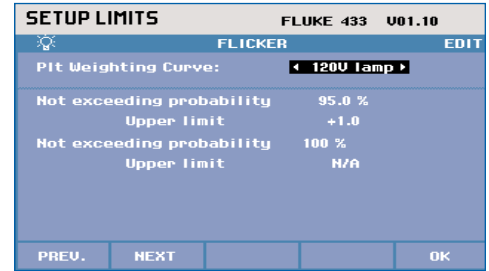 SETUP LIMITS FLUKE 433 V01.10
FLICKER EDIT
Plt Weighting Curve: 120V lamp
Not exceeding probability 95.0 %
Upper limit +1.0
Not exceeding probability 100 %
Upper limit N/A
PREV. NEXT OK